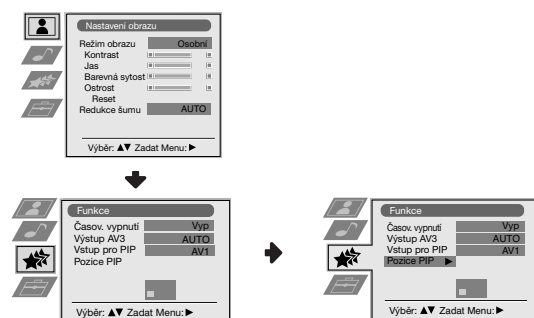 Nastavení obrazu
Režim obrazu Osobní
Kontrast
Jas
Barevná sytost
Ostrost
Reset
Redukce šumu AUTO
Výběr: ▲▼ Zadat Menu: ►
Funkce
Časov. vypnutí Vyp
Výstup AV3 AUTO
Vstup pro PIP AV1
Pozice PIP
Výběr: ▲▼ Zadat Menu: ►
Funkce
Časov. vypnutí Vyp
Výstup AV3 AUTO
Vstup pro PIP AV1
Pozice PIP ►
Výběr: ▲▼ Zadat Menu: ►